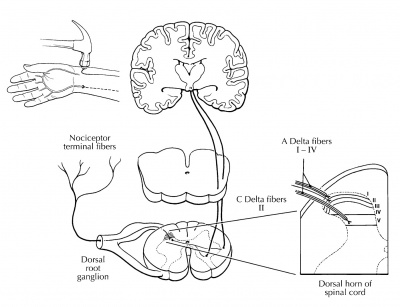 Nociceptor
terminal fibers
A Delta fibers
I – IV
C Delta fibers
II
I
II
III
IV
V
Dorsal
root
ganglion
Dorsal horn of
spinal cord